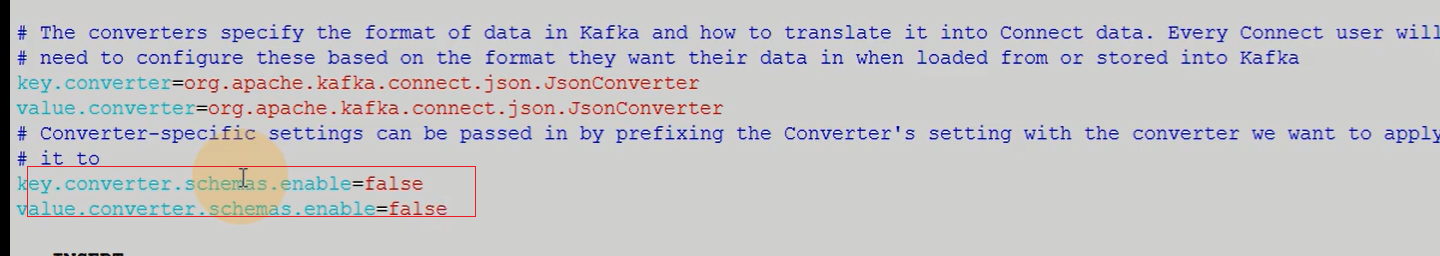 # The converters specify the format of data in Kafka and how to translate it into Connect data. Every Connect user will
# need to configure these based on the format they want their data in when loaded from or stored into Kafka
key.converter=org.apache.kafka.connect.json.JsonConverter
value.converter=org.apache.kafka.connect.json.JsonConverter
# Converter-specific settings can be passed in by prefixing the Converter's setting with the converter we want to apply
# it to
key.converter.schemas.enable=false
value.converter.schemas.enable=false